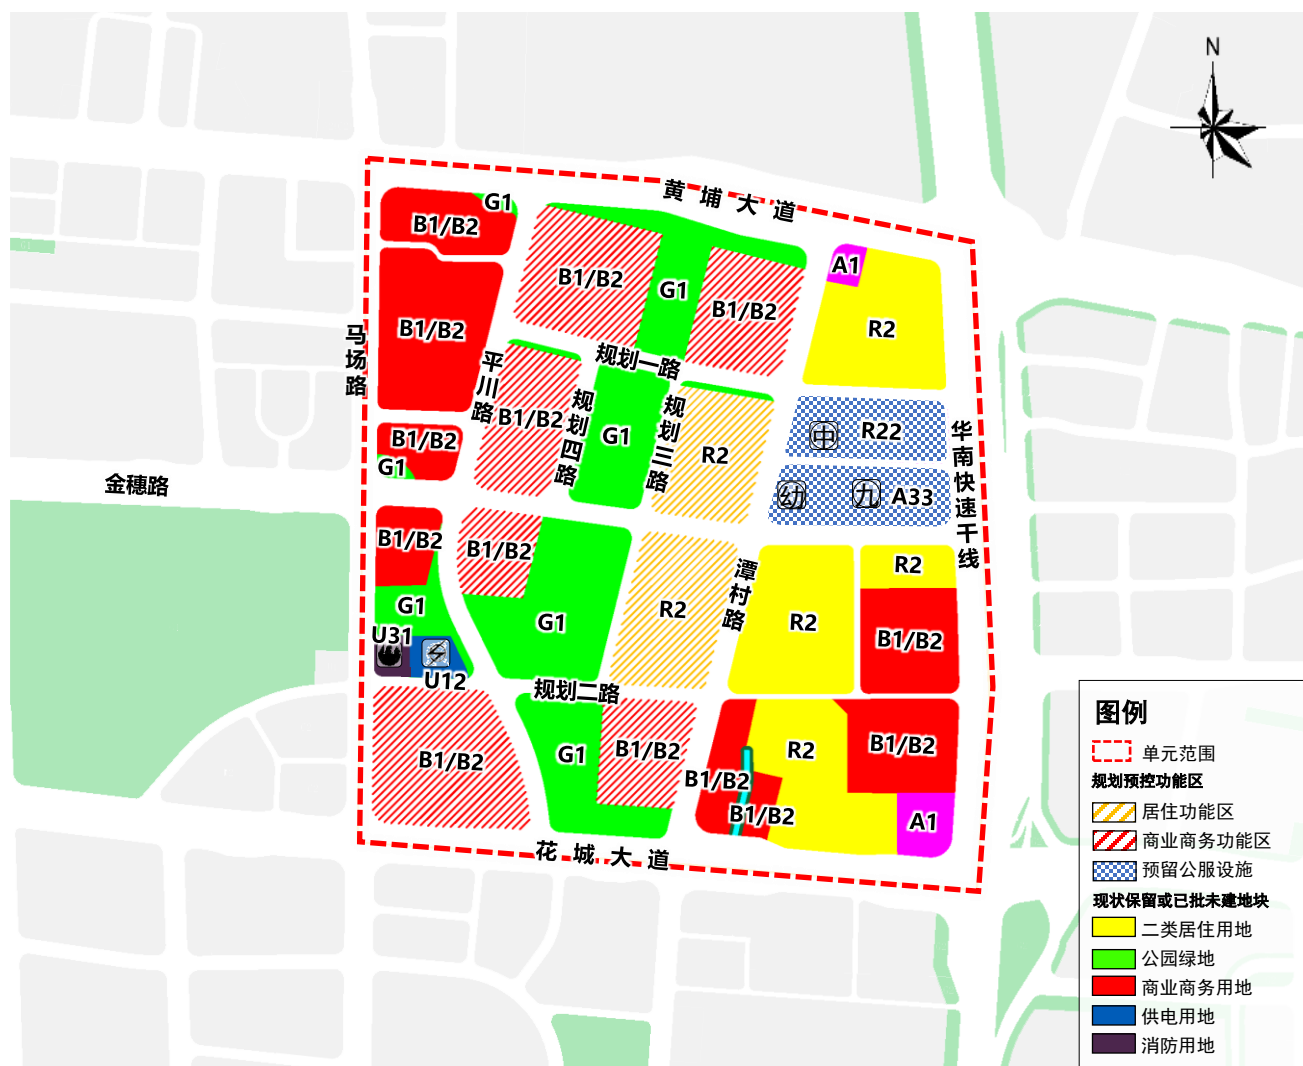 N
黄埔大道
G1
B1/B2
A1
B1/B2
G1
B1/B2
R2
B1/B2
马场路
平川路
规划一路
规划四路
规划三路
B1/B2
G1
R2
中
R22
华南快速干线
B1/B2
G1
金穗路
幼
九
A33
B1/B2
B1/B2
潭村路
R2
G1
G1
R2
R2
B1/B2
U31
U12
规划二路
B1/B2
G1
B1/B2
R2
B1/B2
B1/B2
B1/B2
A1
花城大道
图例
单元范围
规划预控功能区
居住功能区
商业商务功能区
预留公服设施
现状保留或已批未建地块
二类居住用地
公园绿地
商业商务用地
供电用地
消防用地